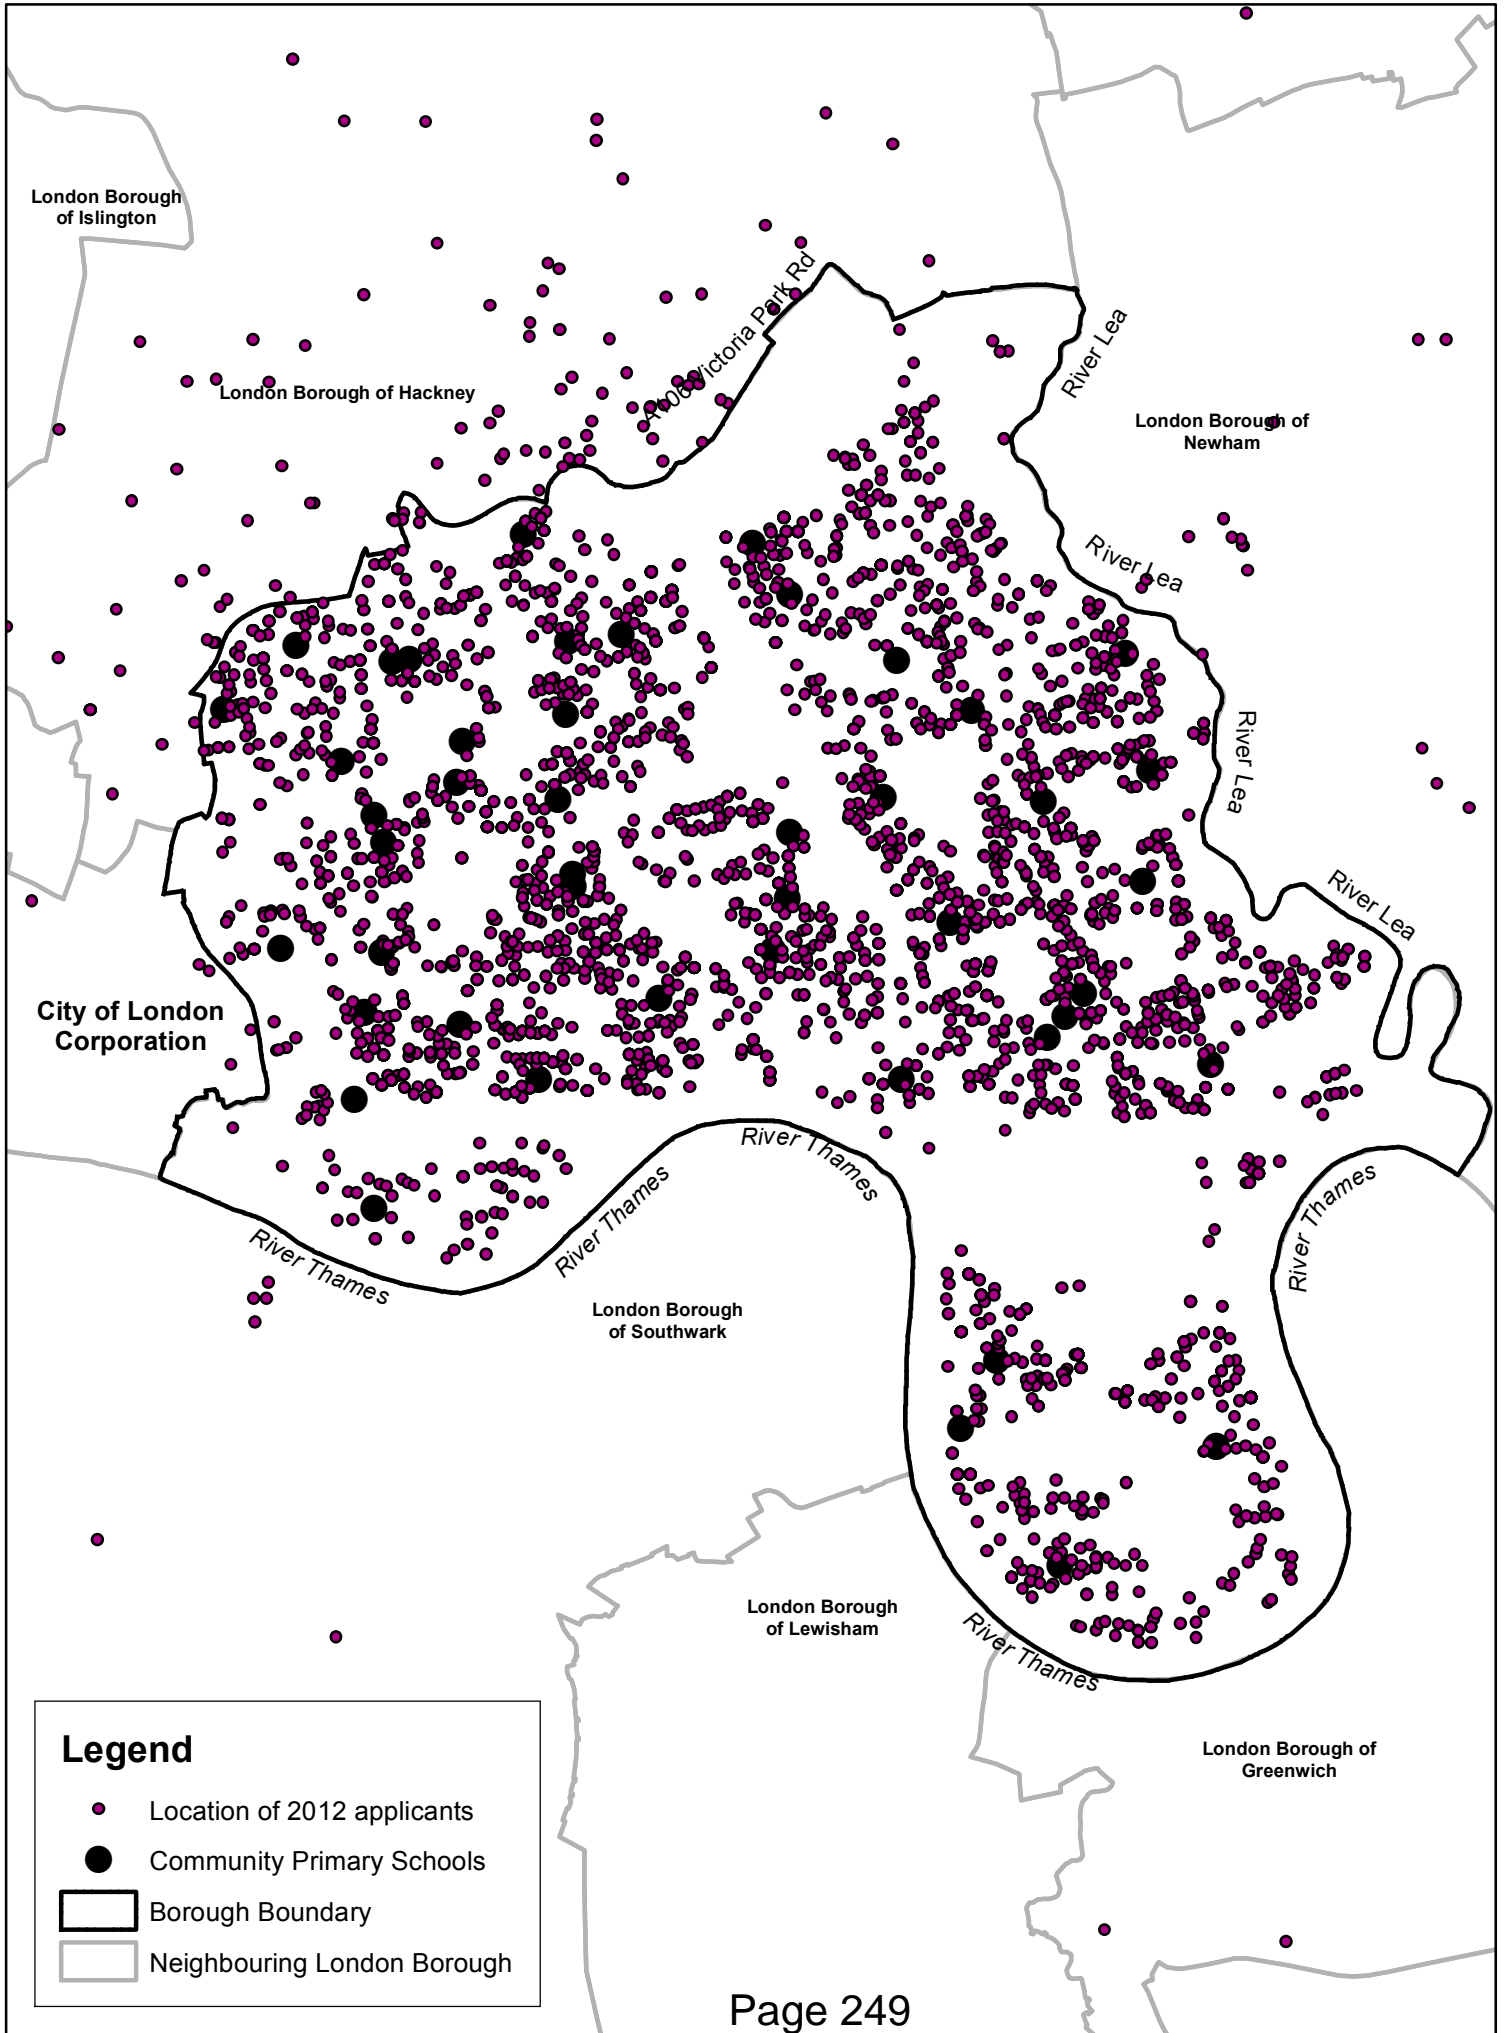 London Borough
of Islington
A106 Victoria Park Rd
River Lea
London Borough of Hackney
London Borough of
Newham
River Lea
River Lea
River Lea
City of London
Corporation
River Thames
River Thames
River Thames
River Thames
London Borough
of Southwark
London Borough
of Lewisham
River Thames
London Borough of
Greenwich
Legend
Location of 2012 applicants
Community Primary Schools
Borough Boundary
Neighbouring London Borough
Page 249